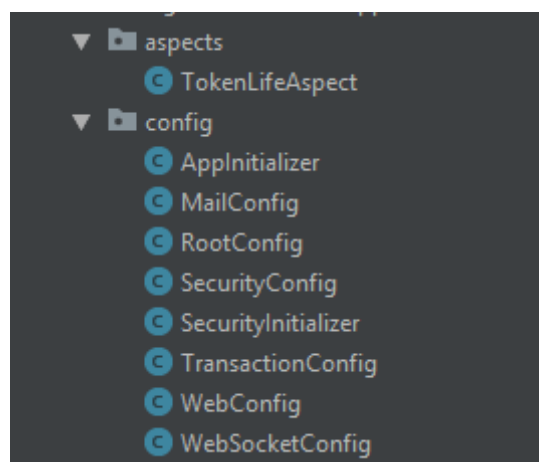 aspects
TokenLifeAspect
config
AppInitializer
MailConfig
RootConfig
SecurityConfig
SecurityInitializer
TransactionConfig
WebConfig
WebSocketConfig